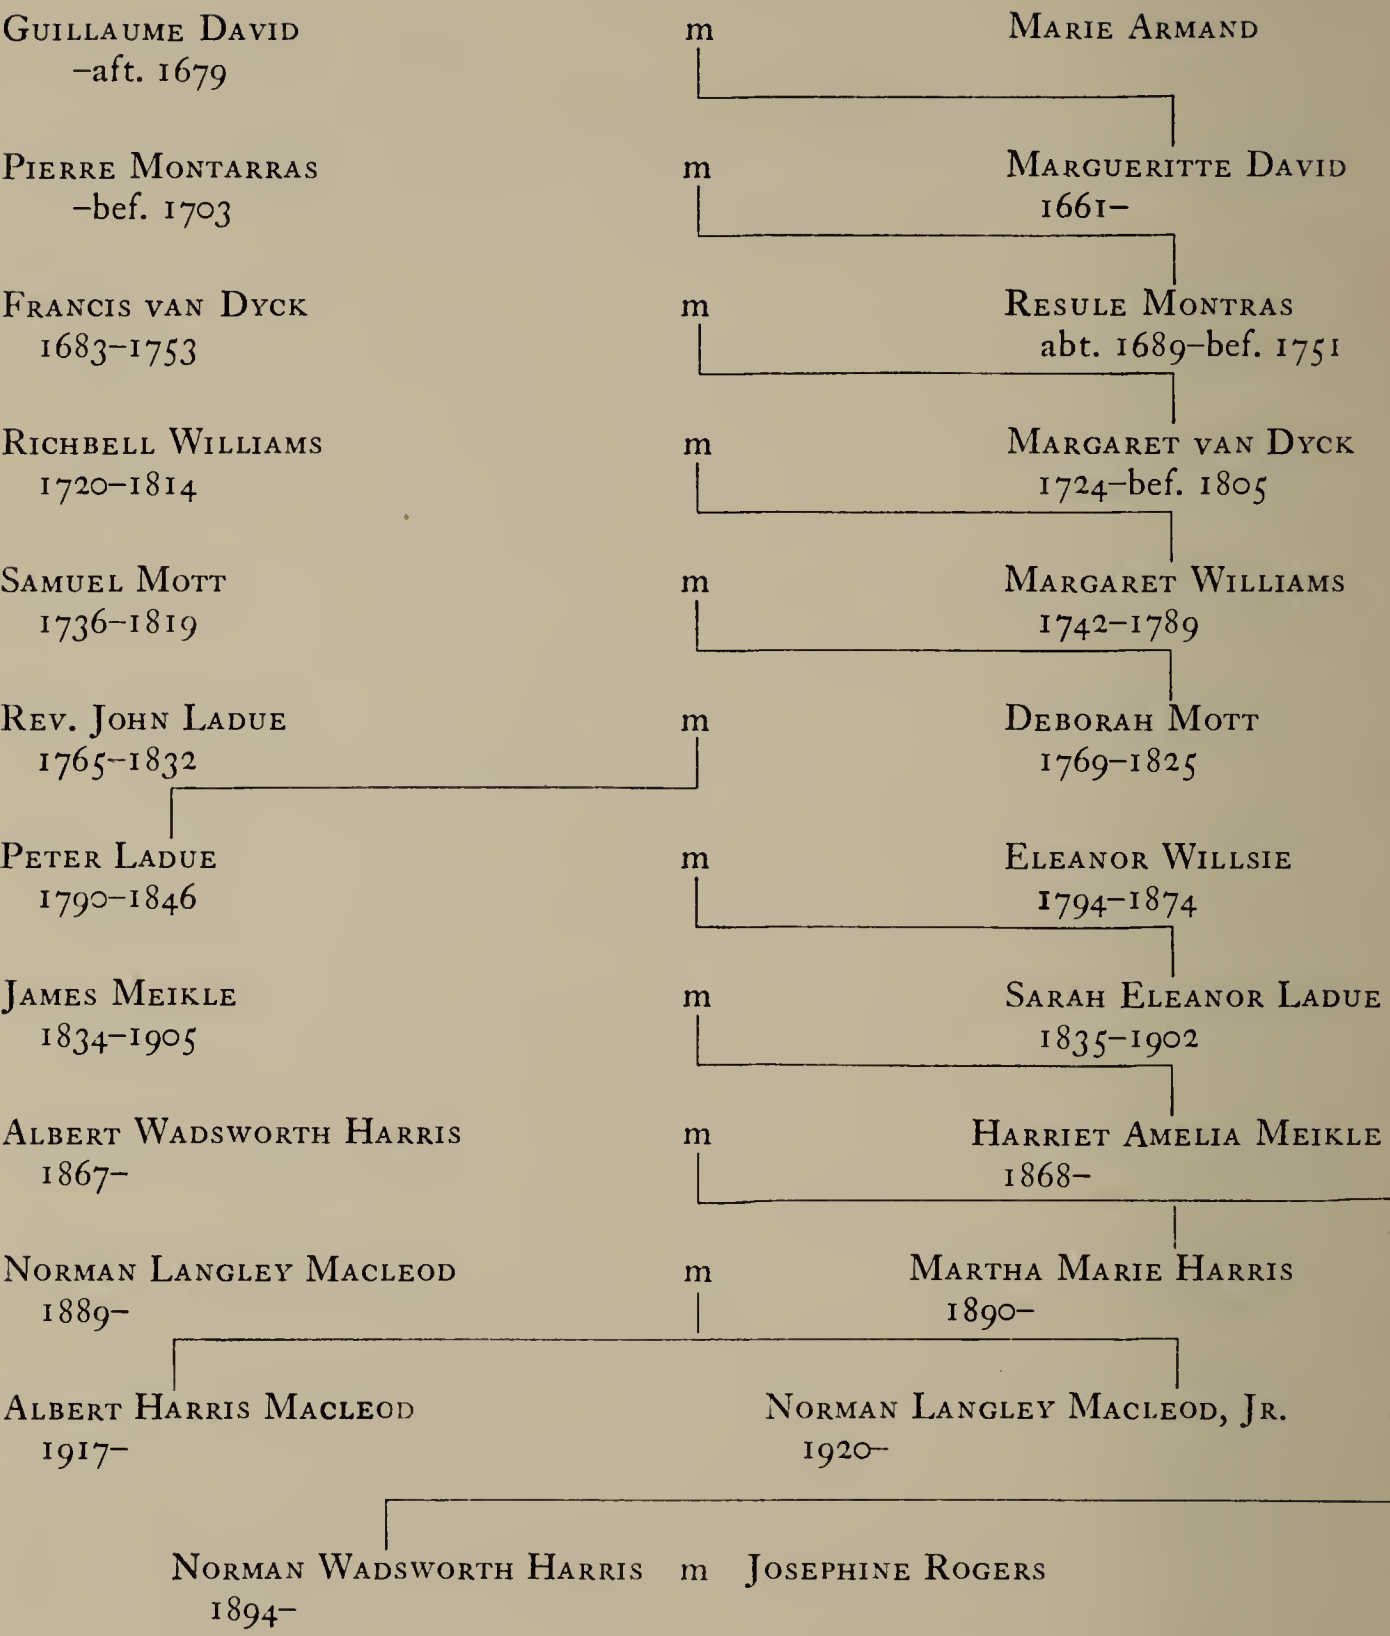 Guillaume David m Marie Armand
–aft. 1679
Pierre Montarras m Margueritte David
–bef. 1703 1661–
Francis van Dyck m Resule Montras
1683–1753 abt. 1689–bef. 1751
Richbell Williams m Margaret van Dyck
1720–1814 1724–bef. 1805
Samuel Mott m Margaret Williams
1736–1819 1742–1789
Rev. John Ladue m Deborah Mott
1765–1832 1769–1825
Peter Ladue m Eleanor Willsie
1790–1846 1794–1874
James Meikle m Sarah Eleanor Ladue
1834–1905 1835–1902
Albert Wadsworth Harris m Harriet Amelia Meikle
1867– 1868–
Norman Langley Macleod m Martha Marie Harris
1889– 1890–
Albert Harris Macleod Norman Langley Macleod, Jr.
1917– 1920–
Norman Wadsworth Harris m Josephine Rogers
1894–